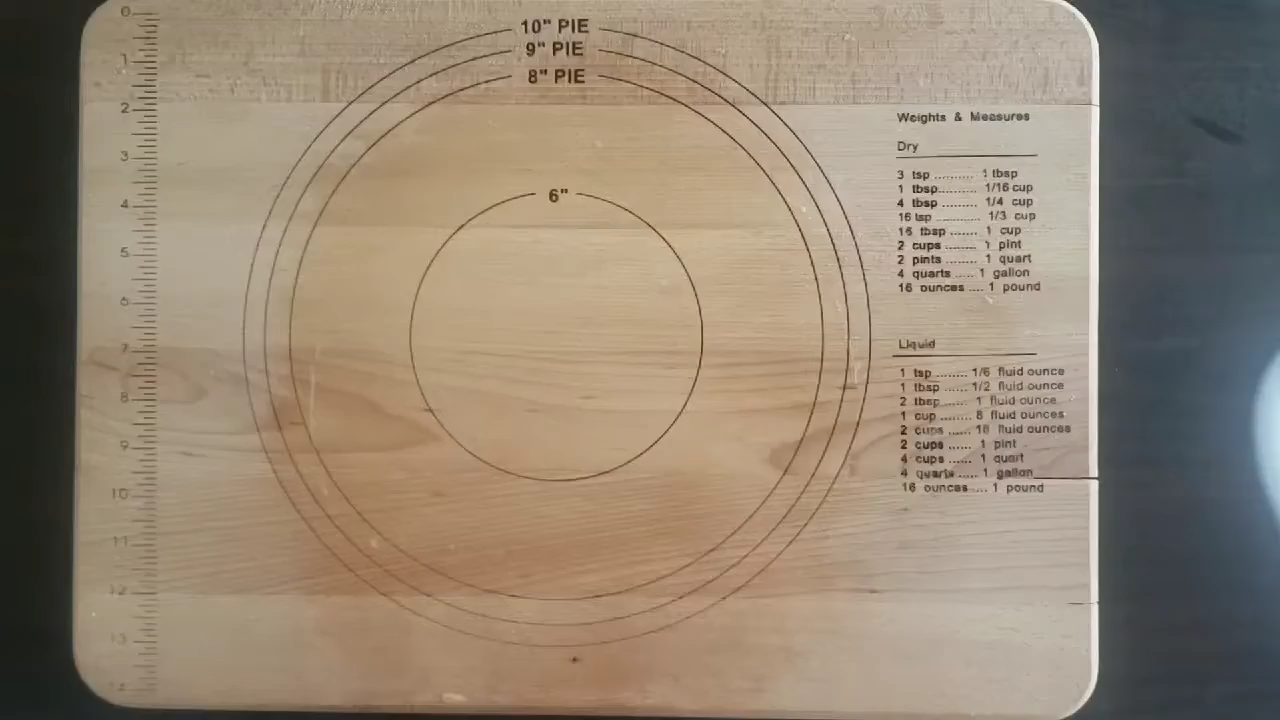 10" PIE
9" PIE
8" PIE
6"
0
1
2
3
4
5
6
7
8
9
10
11
12
13
Weights & Measures
Dry
3 tsp .......... 1 tbsp
1 tbsp.......... 1/16 cup
4 tbsp ......... 1/4 cup
16 tsp ........... 1/3 cup
16 tbsp ....... 1 cup
2 cups ........ 1 pint
2 pints ........ 1 quart
4 quarts ..... 1 gallon
16 ounces .... 1 pound
Liquid
1 tsp ........ 1/6 fluid ounce
1 tbsp ...... 1/2 fluid ounce
2 tbsp ...... 1 fluid ounce
1 cup ........ 8 fluid ounces
2 cups ...... 16 fluid ounces
2 cups ...... 1 pint
4 cups ...... 1 quart
4 quarts ..... 1 gallon
16 ounces .... 1 pound